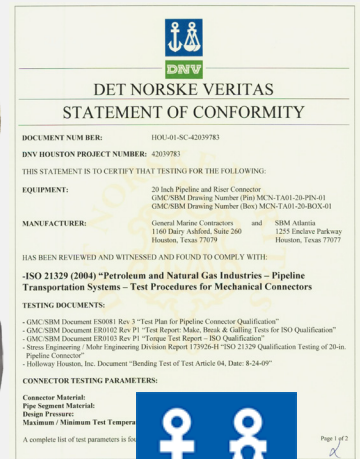 DNV
DET NORSKE VERITAS
STATEMENT OF CONFORMITY
DOCUMENT NUM BER: HOU-01-SC-42039783
DNV HOUSTON PROJECT NUMBER: 42039783
THIS STATEMENT IS TO CERTIFY THAT TESTING FOR THE FOLLOWING:
EQUIPMENT: 20 Inch Pipeline and Riser Connector
GMC/SBM Drawing Number (Pin) MCN-TA01-20-PIN-01
GMC/SBM Drawing Number (Box) MCN-TA01-20-BOX-01
MANUFACTURER: General Marine Contractors and SBM Atlantia
1160 Dairy Ashford, Suite 260 1255 Enclave Parkway
Houston, Texas 77079 Houston, Texas 77077
HAS BEEN REVIEWED AND WITNESSED AND FOUND TO COMPLY WITH:
-ISO 21329 (2004) “Petroleum and Natural Gas Industries – Pipeline
Transportation Systems – Test Procedures for Mechanical Connectors
TESTING DOCUMENTS:
- GMC/SBM Document ES0081 Rev 3 "Test Plan for Pipeline Connector Qualification"
- GMC/SBM Document ER0102 Rev P1 "Test Report: Make, Break & Galling Tests for ISO Qualification"
- GMC/SBM Document ER0103 Rev P1 "Torque Test Report – ISO Qualification"
- Stress Engineering / Mohr Engineering Division Report 173926-H "ISO 21329 Qualification Testing of 20-in.
Pipeline Connector"
- Holloway Houston, Inc. Document "Bending Test of Test Article 04, Date: 8-24-09"
CONNECTOR TESTING PARAMETERS:
Connector Material:
Pipe Segment Material:
Design Pressure:
Maximum / Minimum Test Tempera
A complete list of test parameters is fou
Page 1 of 2